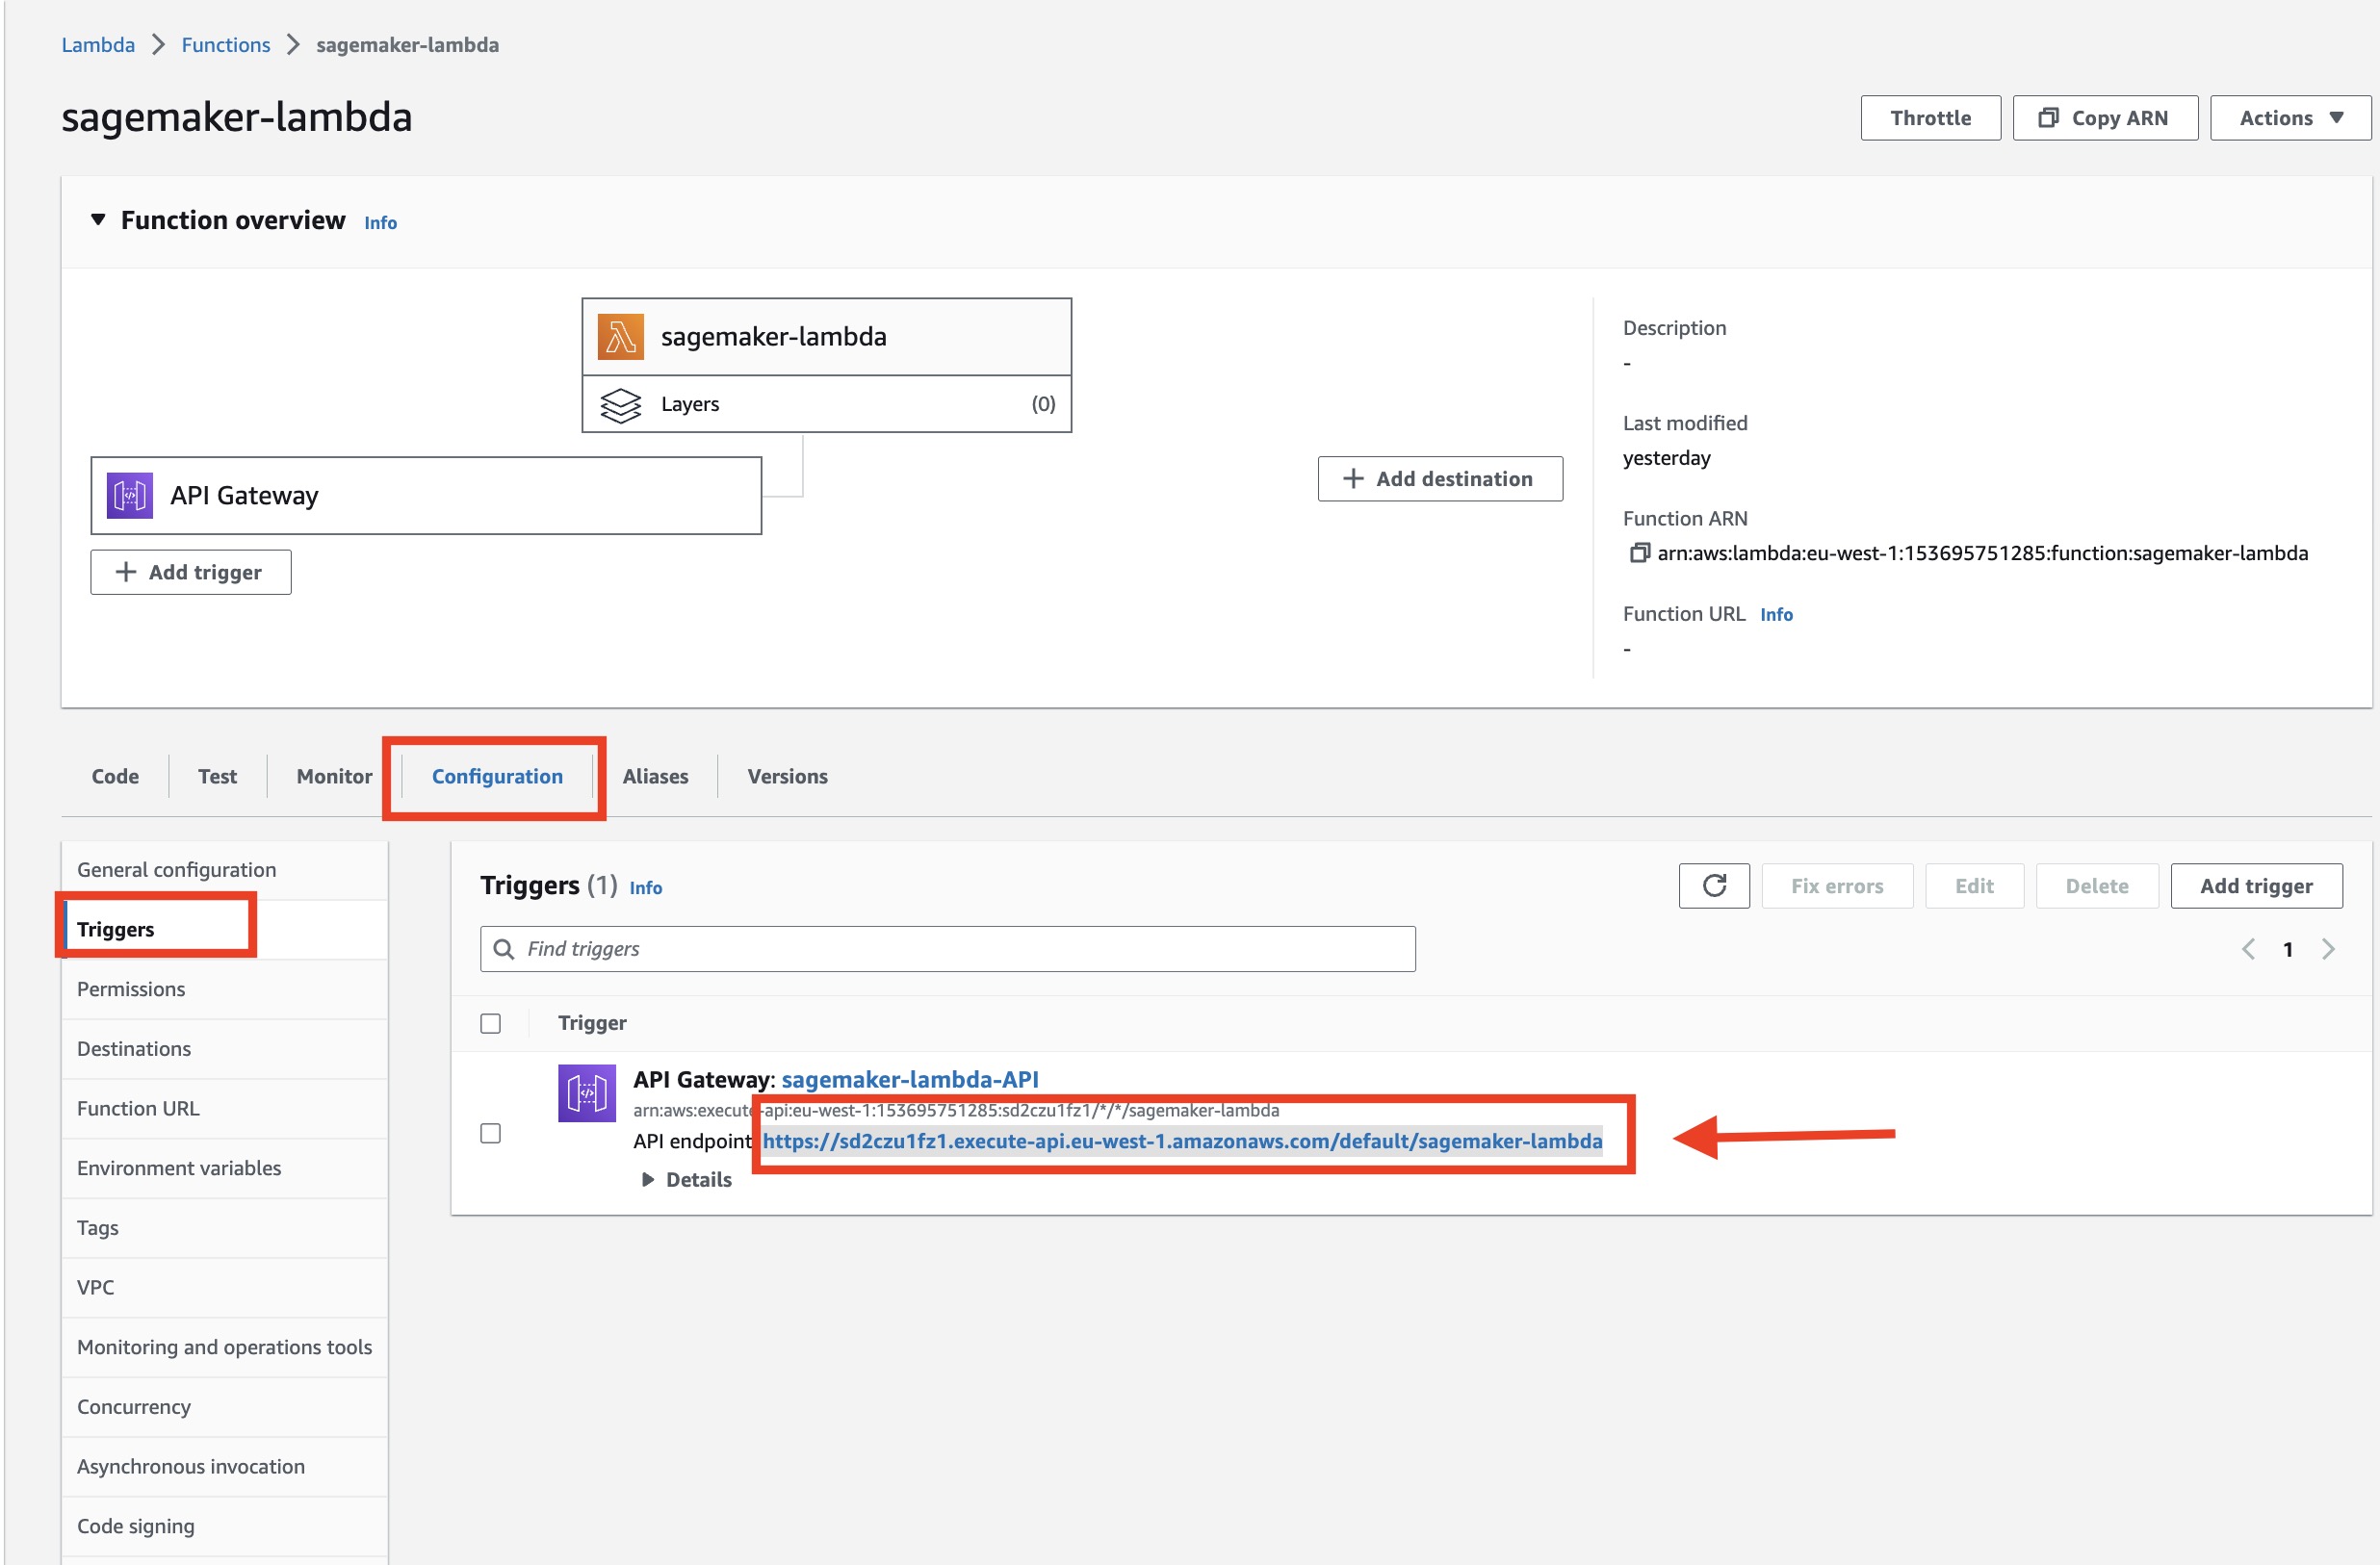 Lambda > Functions > sagemaker-lambda
sagemaker-lambda
Throttle Copy ARN Actions ▼
▼ Function overview Info
sagemaker-lambda
Layers (0)
API Gateway
+ Add trigger
+ Add destination
Description
-
Last modified
yesterday
Function ARN
arn:aws:lambda:eu-west-1:153695751285:function:sagemaker-lambda
Function URL Info
-
Code Test Monitor Configuration Aliases Versions
General configuration
Triggers
Permissions
Destinations
Function URL
Environment variables
Tags
VPC
Monitoring and operations tools
Concurrency
Asynchronous invocation
Code signing
Triggers (1) Info
Fix errors Edit Delete Add trigger
Find triggers
< 1 >
Trigger
API Gateway: sagemaker-lambda-API
arn:aws:execute-api:eu-west-1:153695751285:sd2czu1fz1/*/*/sagemaker-lambda
API endpoint https://sd2czu1fz1.execute-api.eu-west-1.amazonaws.com/default/sagemaker-lambda
▶ Details